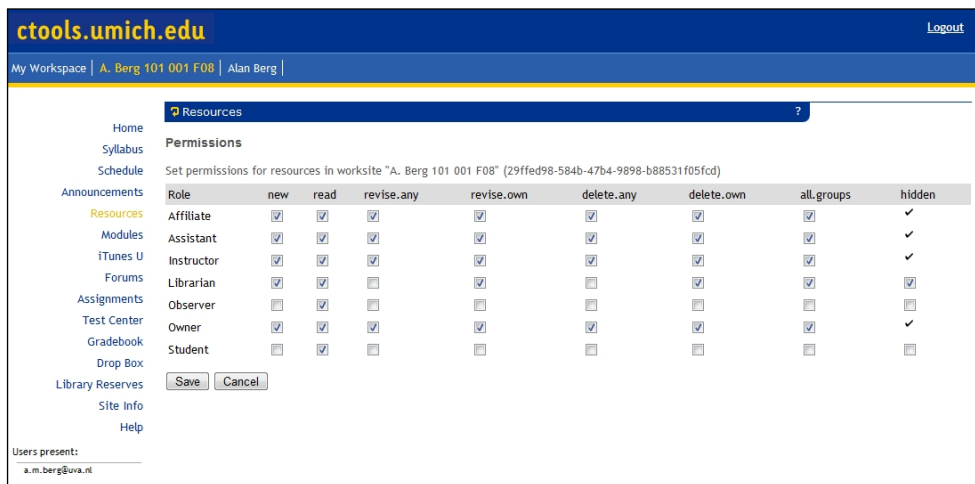 ctools.umich.edu
Logout
My Workspace | A. Berg 101 001 F08 | Alan Berg |
Resources ?
Home
Syllabus
Schedule
Announcements
Resources
Modules
iTunes U
Forums
Assignments
Test Center
Gradebook
Drop Box
Library Reserves
Site Info
Help
Users present:
a.m.berg@uva.nl
Permissions
Set permissions for resources in worksite "A. Berg 101 001 F08" (29ffed98-584b-47b4-9898-b88531f05fcd)
Role new read revise.any revise.own delete.any delete.own all.groups hidden
Affiliate
Assistant
Instructor
Librarian
Observer
Owner
Student
Save Cancel